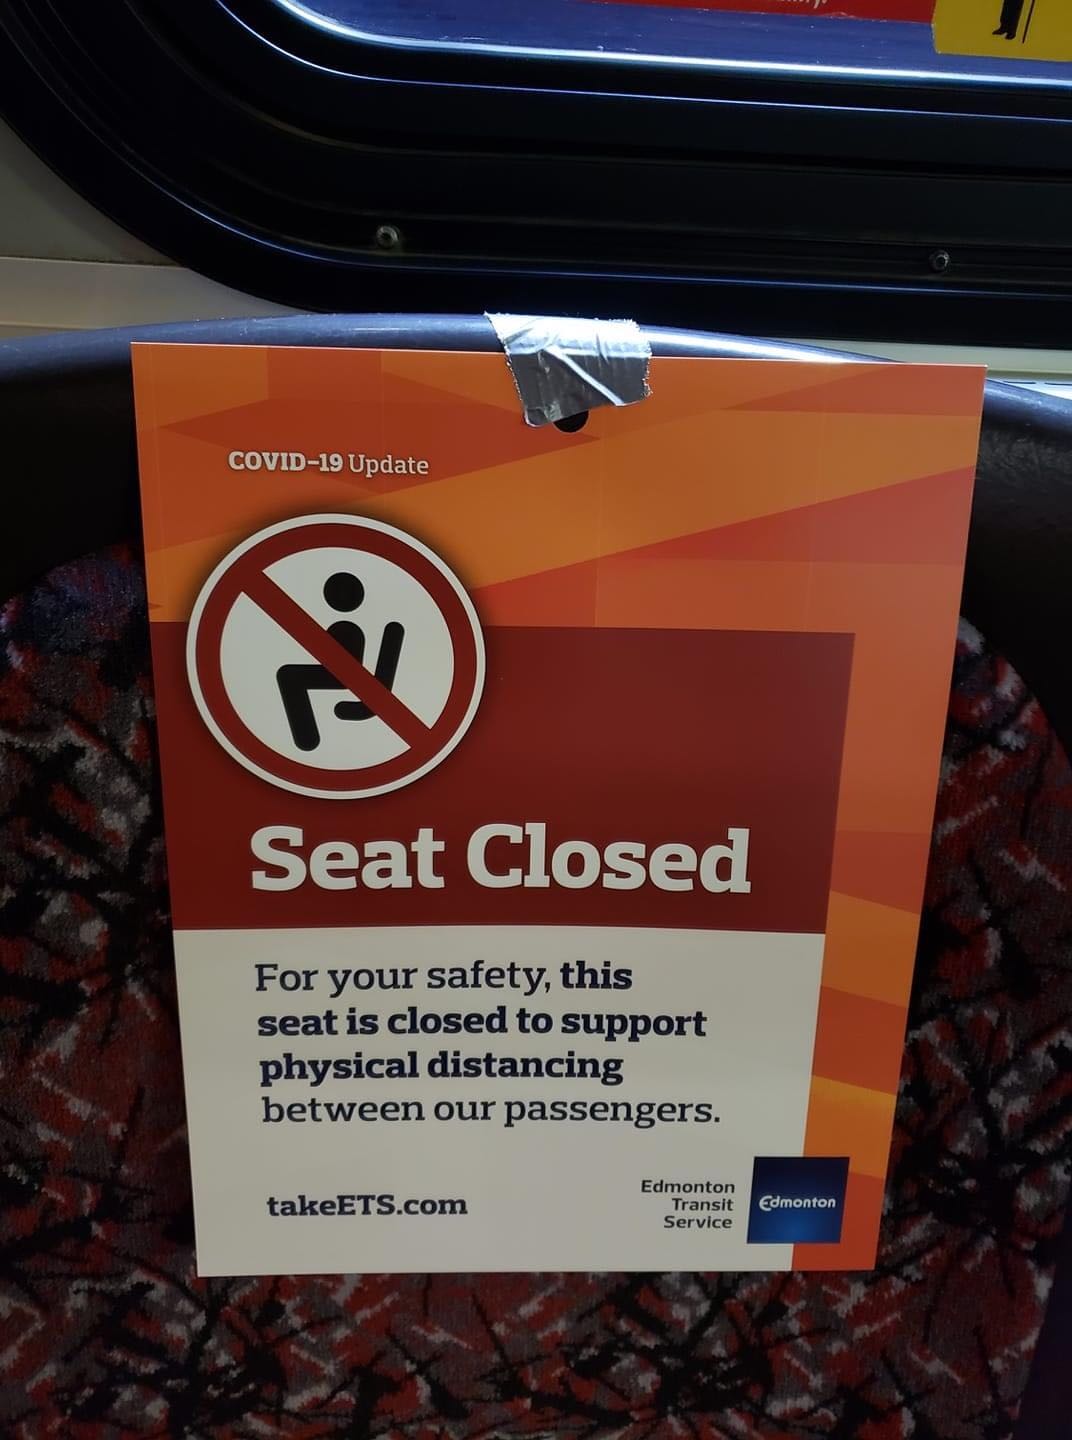 COVID-19 Update
Seat Closed
For your safety, this
seat is closed to support
physical distancing
between our passengers.
takeETS.com
Edmonton
Transit
Service
Edmonton